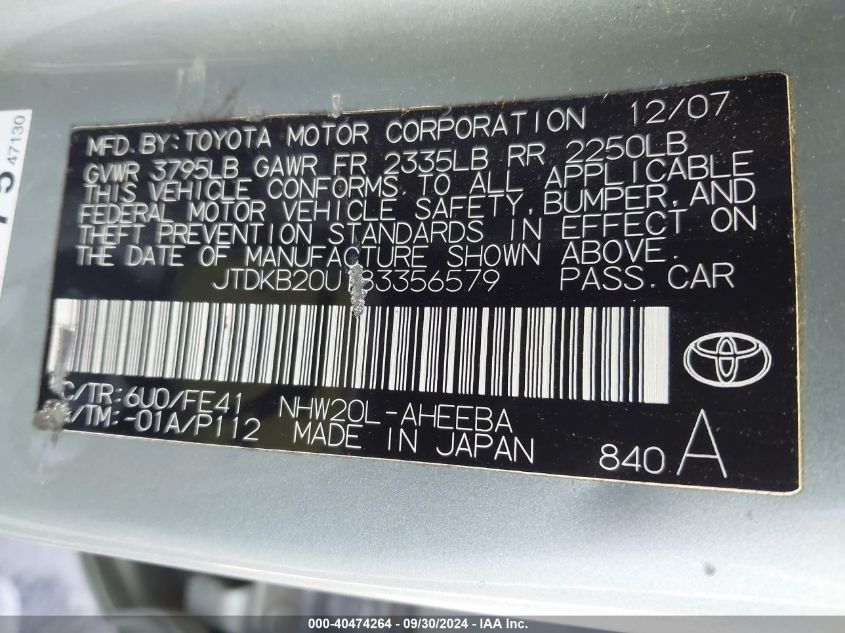 47130
12/07
MFD.BY:TOYOTA MOTOR CORPORATION
GVWR 3795LB GAWR FR 2335LB RR 2250LB
THIS VEHICLE CONFORMS TO ALL APPLICABLE
FEDERAL MOTOR VEHICLE SAFETY, BUMPER, AND
THEFT PREVENTION STANDARDS IN EFFECT ON
THE DATE OF MANUFACTURE SHOWN ABOVE.
JTDKB20U183356579 PASS.CAR
C/TR:6U0/FE41 NHW20L-AHEEBA
/TM:-01A/P112 MADE IN JAPAN
840 A
000-40474264 - 09/30/2024 - IAA Inc.